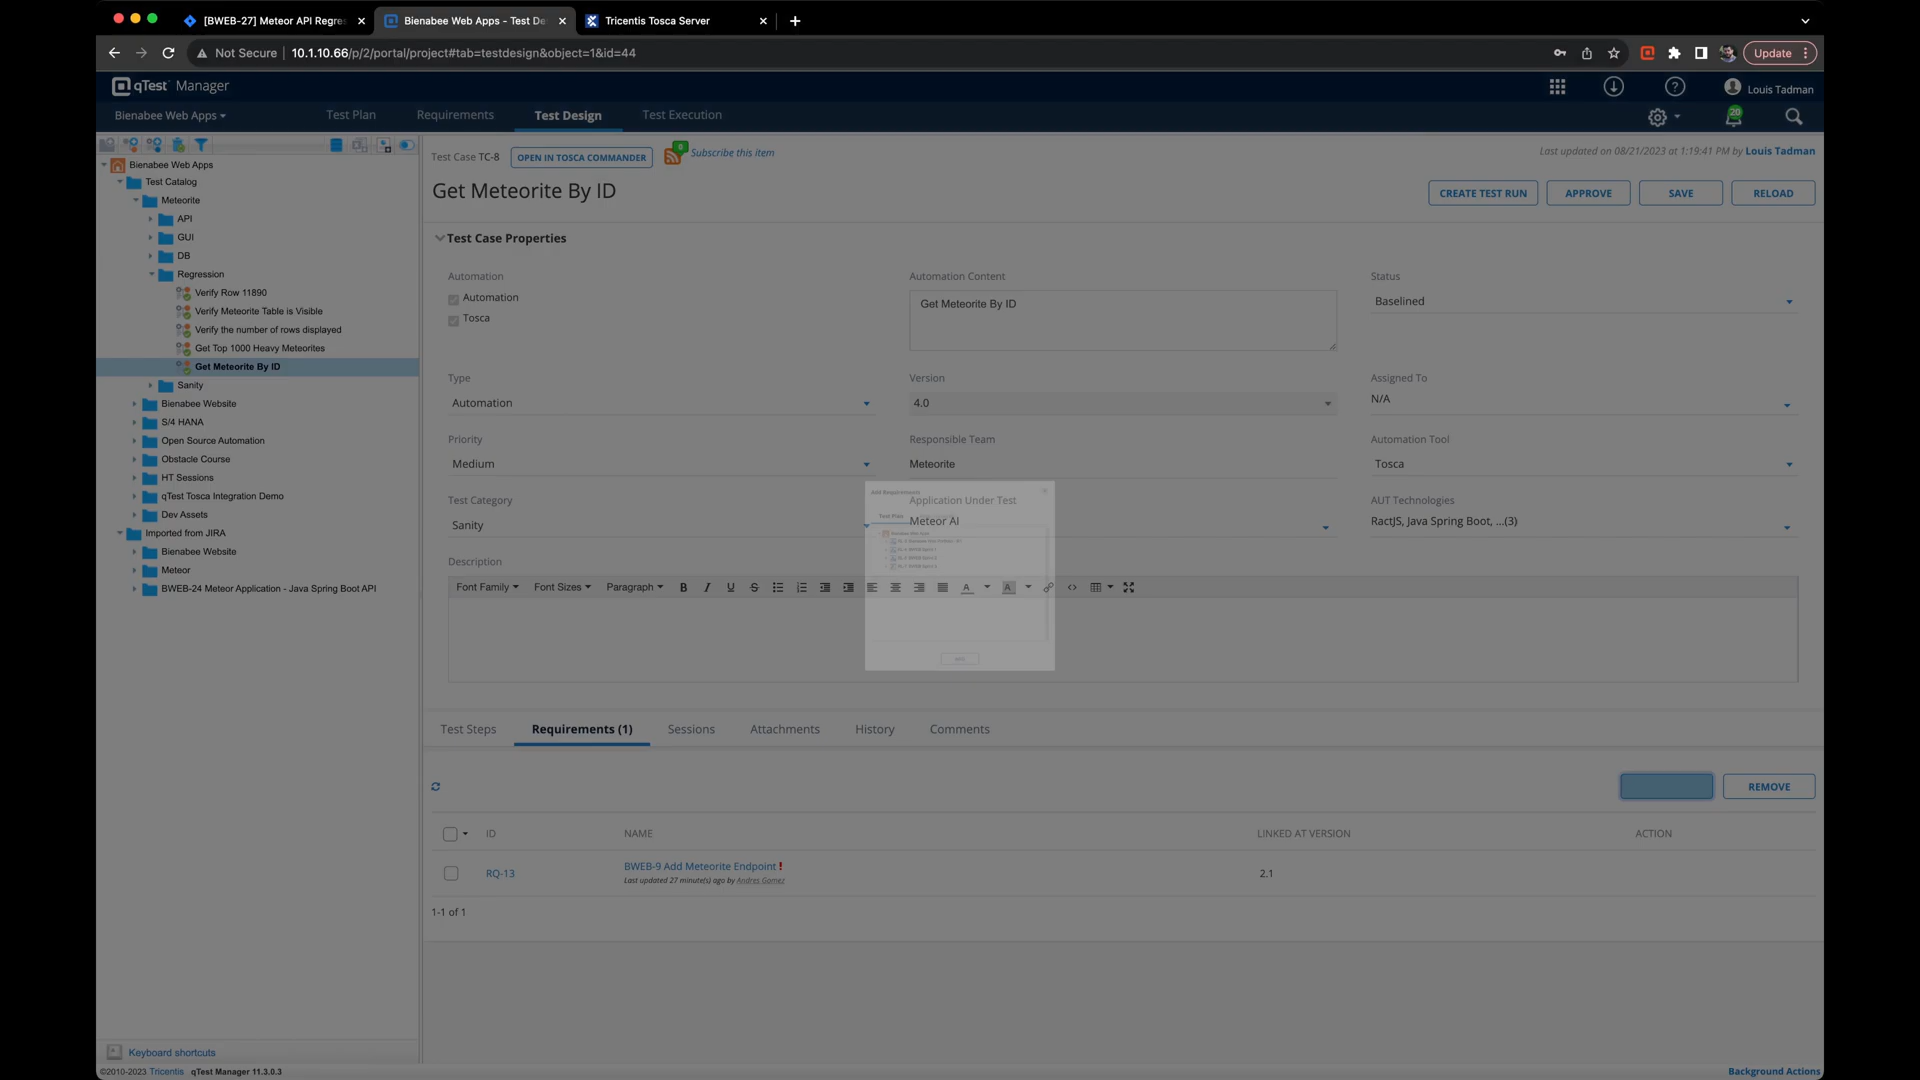 [BWEB-27] Meteor API Regre
Bienabee Web Apps - Test De
Tricentis Tosca Server
Not Secure
10.1.10.66/p/2/portal/project#tab=testdesign&object=1&id=44
Update
qTest Manager
Louis Tadman
Bienabee Web Apps
Test Plan
Requirements
Test Design
Test Execution
20
Bienabee Web Apps
Test Catalog
Meteorite
API
GUI
DB
Regression
Verify Row 11890
Verify Meteorite Table is Visible
Verify the number of rows displayed
Get Top 1000 Heavy Meteorites
Get Meteorite By ID
Sanity
Bienabee Website
S/4 HANA
Open Source Automation
Obstacle Course
HT Sessions
qTest Tosca Integration Demo
Dev Assets
Imported from JIRA
Bienabee Website
Meteor
BWEB-24 Meteor Application - Java Spring Boot API
Test Case TC-8
OPEN IN TOSCA COMMANDER
0
Subscribe this item
Last updated on 08/21/2023 at 1:19:41 PM by Louis Tadman
Get Meteorite By ID
CREATE TEST RUN
APPROVE
SAVE
RELOAD
Test Case Properties
Automation
Automation
Tosca
Automation Content
Get Meteorite By ID
Status
Baselined
Type
Automation
Version
4.0
Assigned To
N/A
Priority
Medium
Responsible Team
Meteorite
Automation Tool
Tosca
Test Category
Sanity
Application Under Test
Meteor AI
AUT Technologies
RactJS, Java Spring Boot, ...(3)
Add Requirements
Test Plan
Bienabee Web Apps
Description
Font Family
Font Sizes
Paragraph
B
I
U
S
A
A
Test Steps
Requirements (1)
Sessions
Attachments
History
Comments
REMOVE
ID
NAME
LINKED AT VERSION
ACTION
RQ-13
BWEB-9 Add Meteorite Endpoint !
Last updated 27 minute(s) ago by Andres Gomez
2.1
1-1 of 1
Keyboard shortcuts
©2010-2023 Tricentis qTest Manager 11.3.0.3
Background Actions